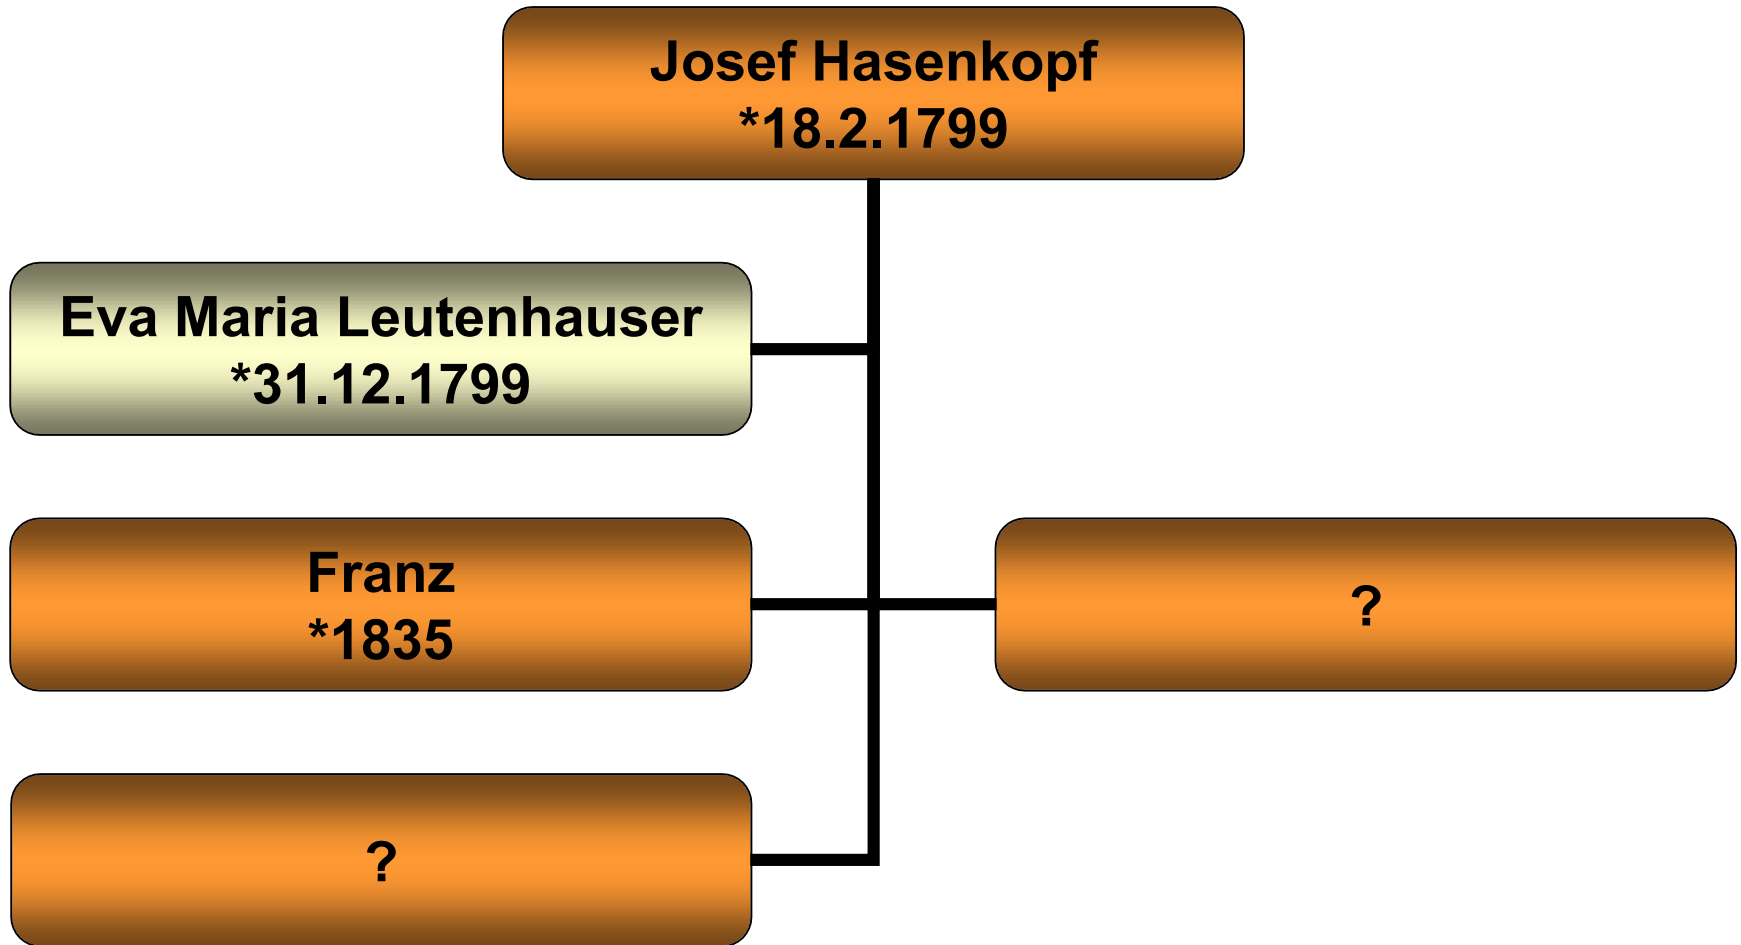 Josef Hasenkopf
*18.2.1799
Eva Maria Leutenhauser
*31.12.1799
Franz
*1835
?
?